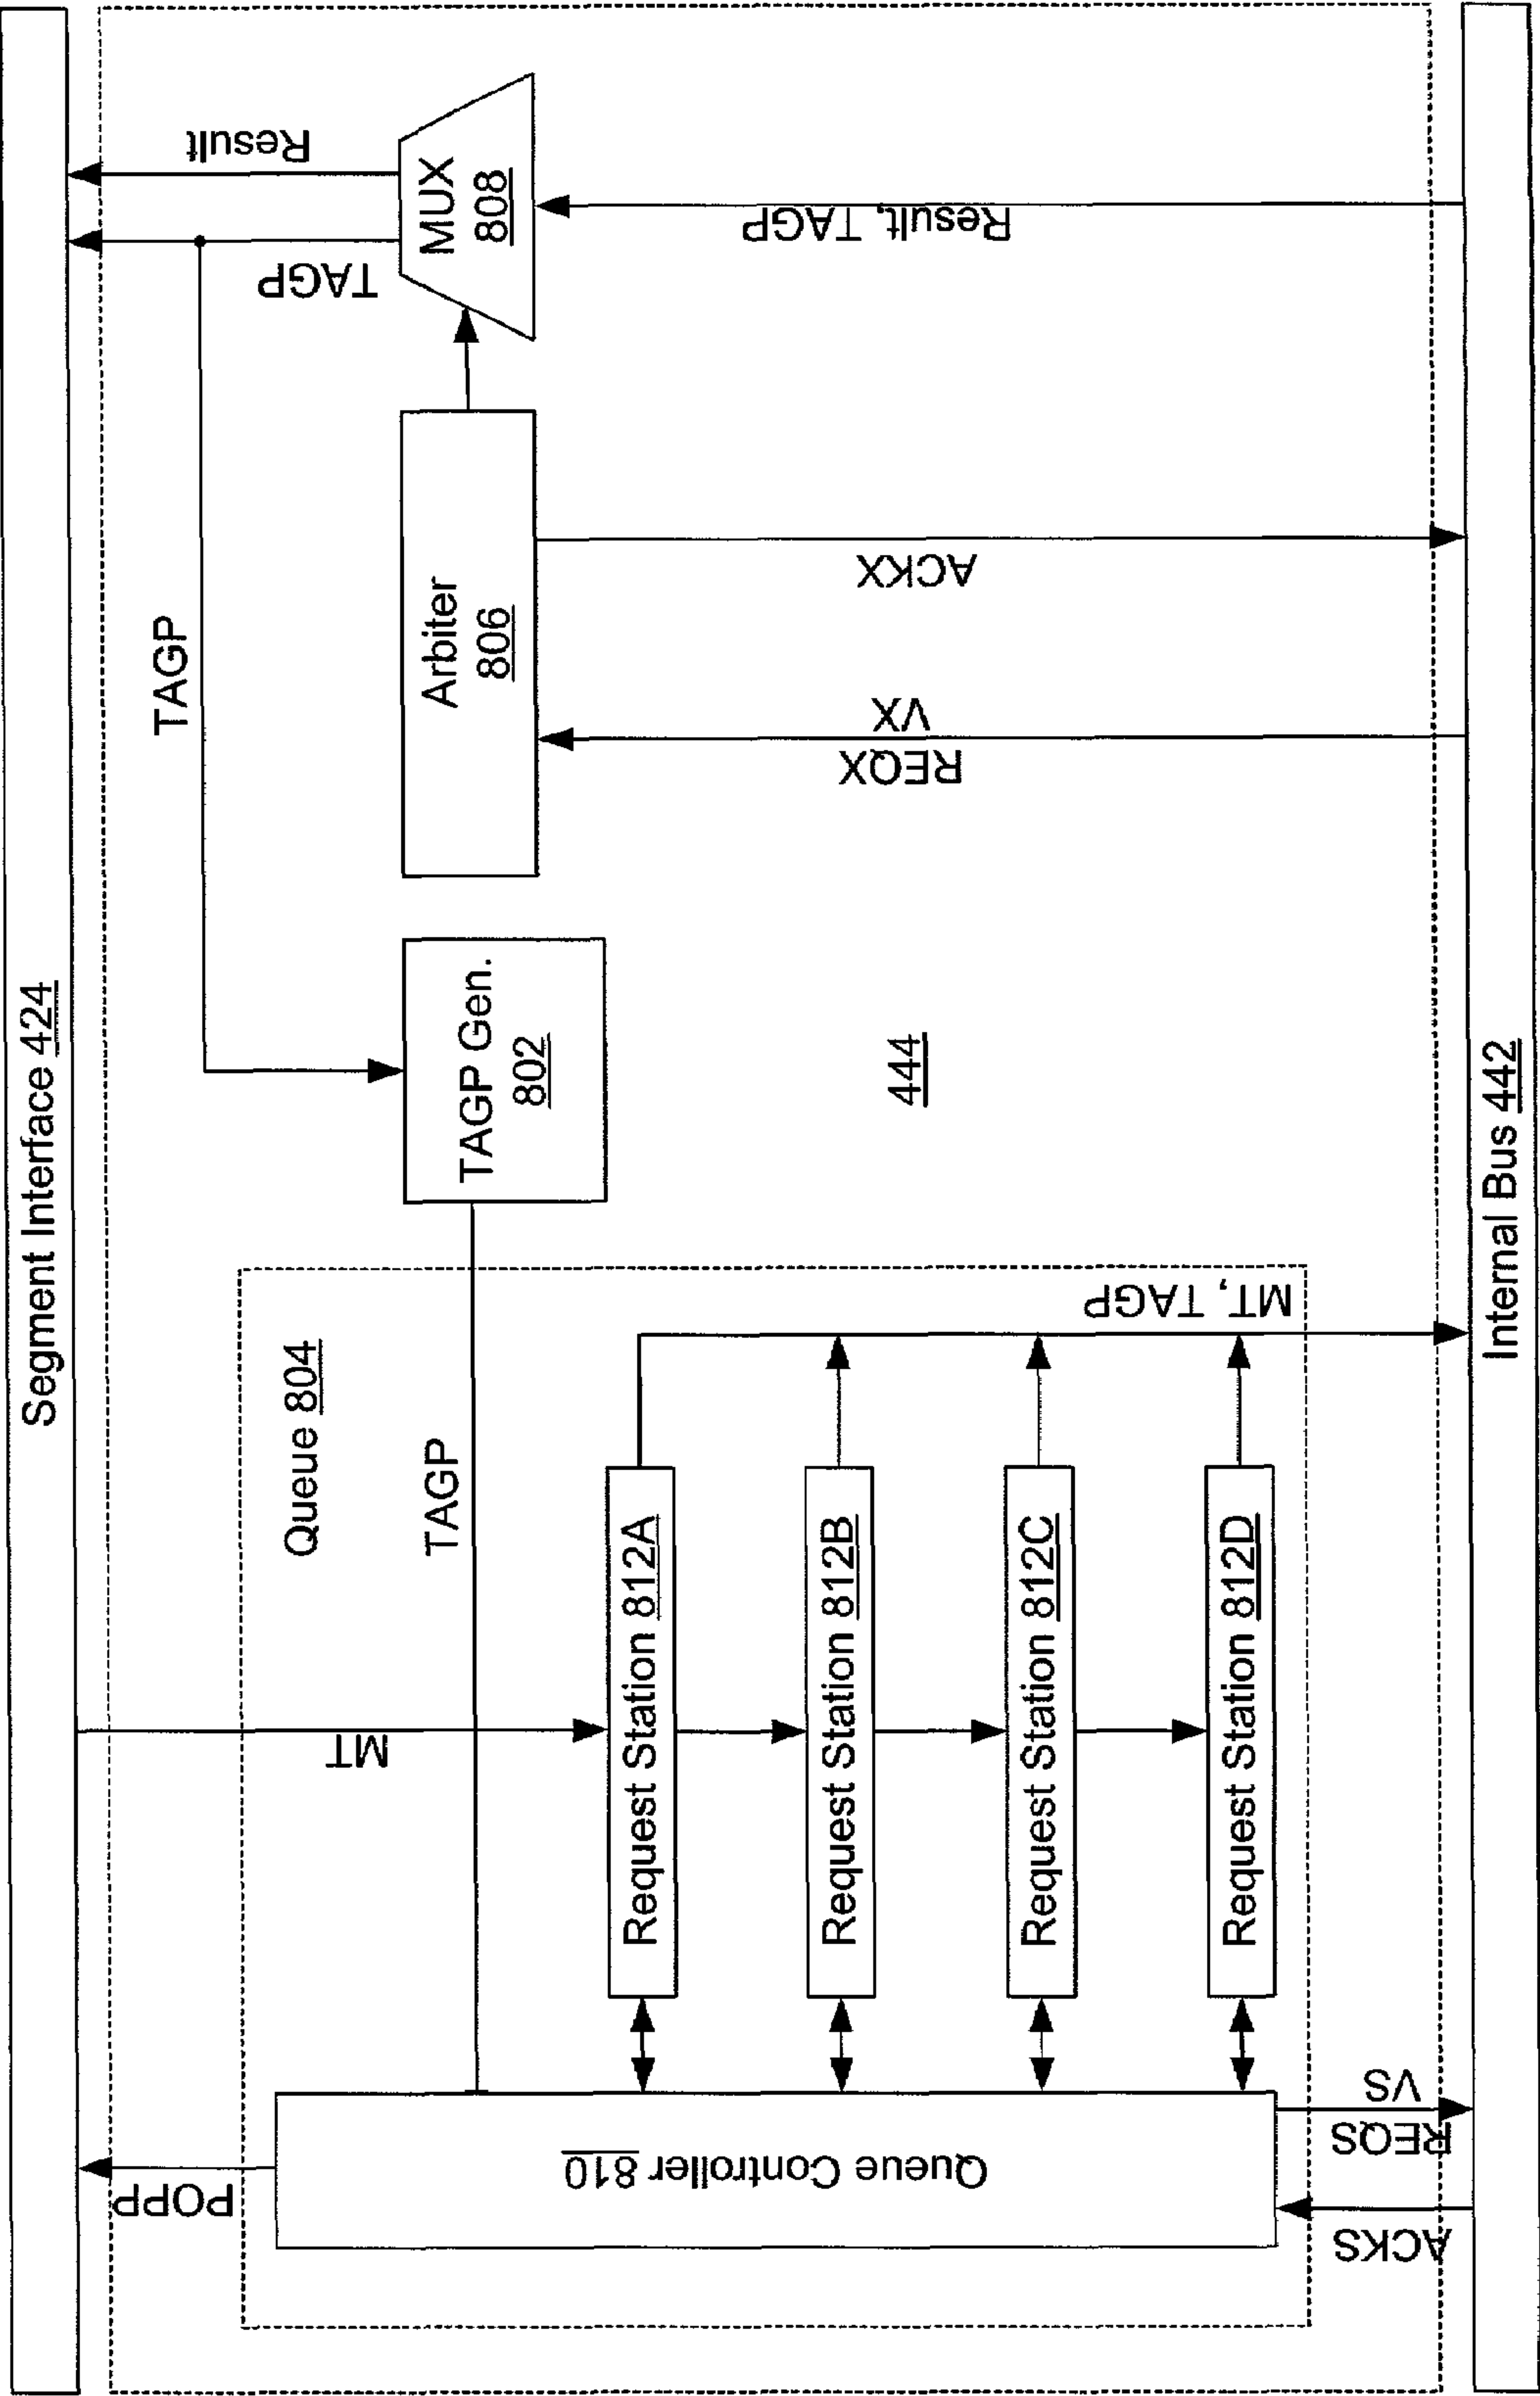 Segment Interface 424
POPP
MT
TAGP
TAGP
Result
Queue 804
TAGP
TAGP Gen.
802
Arbiter
806
MUX
808
Queue Controller 810
Request Station 812A
Request Station 812B
Request Station 812C
Request Station 812D
MT, TAGP
444
REQX
VX
ACKX
Result, TAGP
ACKS
REQS
VS
Internal Bus 442